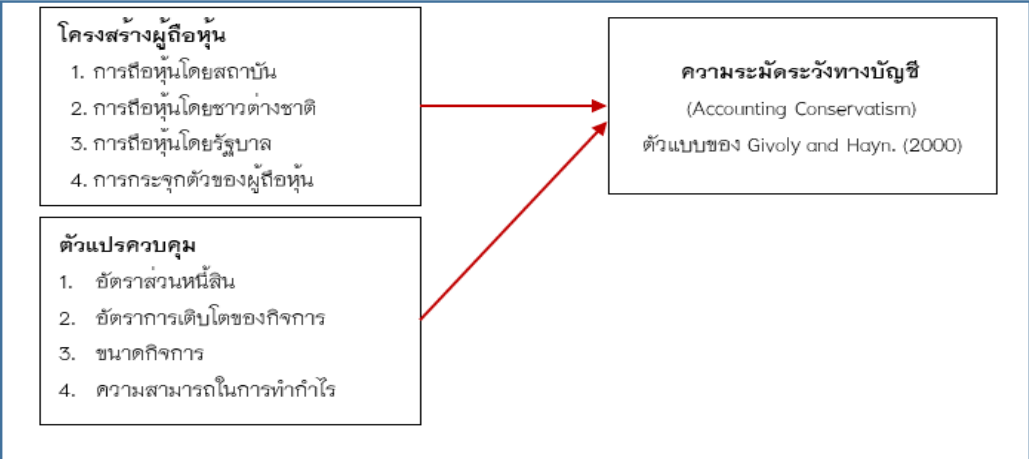 โครงสร้างผู้ถือหุ้น
1. การถือหุ้นโดยสถาบัน
2. การถือหุ้นโดยชาวต่างชาติ
3. การถือหุ้นโดยรัฐบาล
4. การกระจุกตัวของผู้ถือหุ้น
ความระมัดระวังทางบัญชี
(Accounting Conservatism)
ตัวแบบของ Givoly and Hayn. (2000)
ตัวแปรควบคุม
1. อัตราส่วนหนี้สิน
2. อัตราการเติบโตของกิจการ
3. ขนาดกิจการ
4. ความสามารถในการทำกำไร